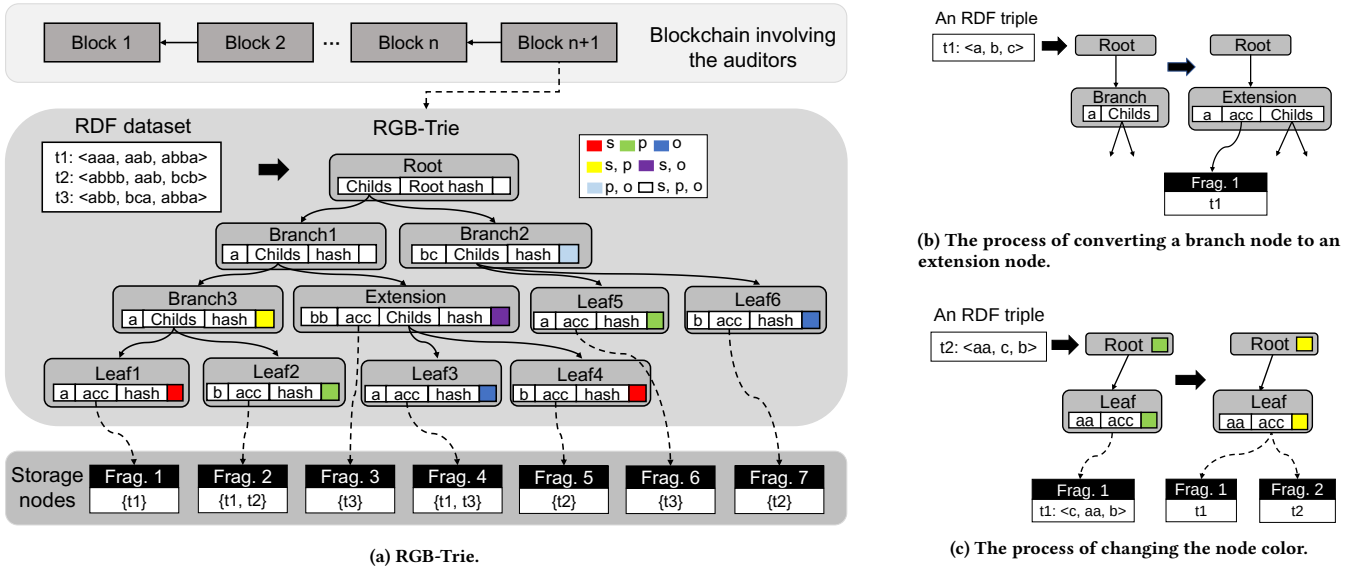 Block 1
Block 2
...
Block n
Block n+1
Blockchain involving
the auditors
RDF dataset
t1: <aaa, aab, abba>
t2: <abbb, aab, bcb>
t3: <abb, bca, abba>
RGB-Trie
s p o
s, p s, o
p, o s, p, o
Root
Childs Root hash
Branch1
a Childs hash
Branch2
bc Childs hash
Branch3
a Childs hash
Extension
bb acc Childs hash
Leaf5
a acc hash
Leaf6
b acc hash
Leaf1
a acc hash
Leaf2
b acc hash
Leaf3
a acc hash
Leaf4
b acc hash
Storage
nodes
Frag. 1
{t1}
Frag. 2
{t1, t2}
Frag. 3
{t3}
Frag. 4
{t1, t3}
Frag. 5
{t2}
Frag. 6
{t3}
Frag. 7
{t2}
(a) RGB-Trie.
An RDF triple
t1: <a, b, c>
Root
Branch
a Childs
Root
Extension
a acc Childs
Frag. 1
t1
(b) The process of converting a branch node to an
extension node.
An RDF triple
t2: <aa, c, b>
Root
Leaf
aa acc
Frag. 1
t1: <c, aa, b>
Root
Leaf
aa acc
Frag. 1
t1
Frag. 2
t2
(c) The process of changing the node color.